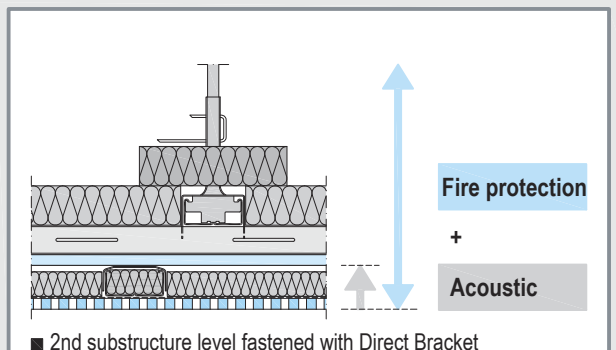 Fire protection
+
Acoustic
■ 2nd substructure level fastened with Direct Bracket